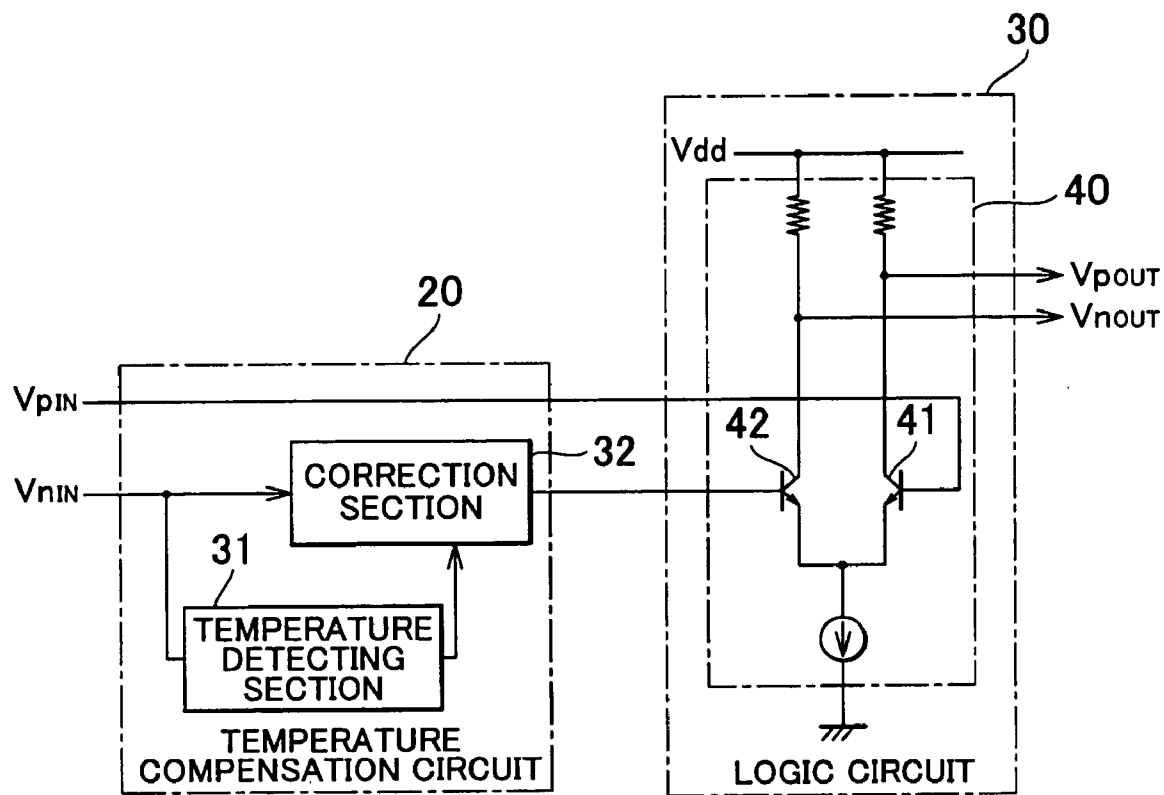 30
Vdd
40
VpOUT
VnOUT
20
VpIN
42
41
32
CORRECTION
SECTION
VnIN
31
TEMPERATURE
DETECTING
SECTION
TEMPERATURE
COMPENSATION CIRCUIT
LOGIC CIRCUIT